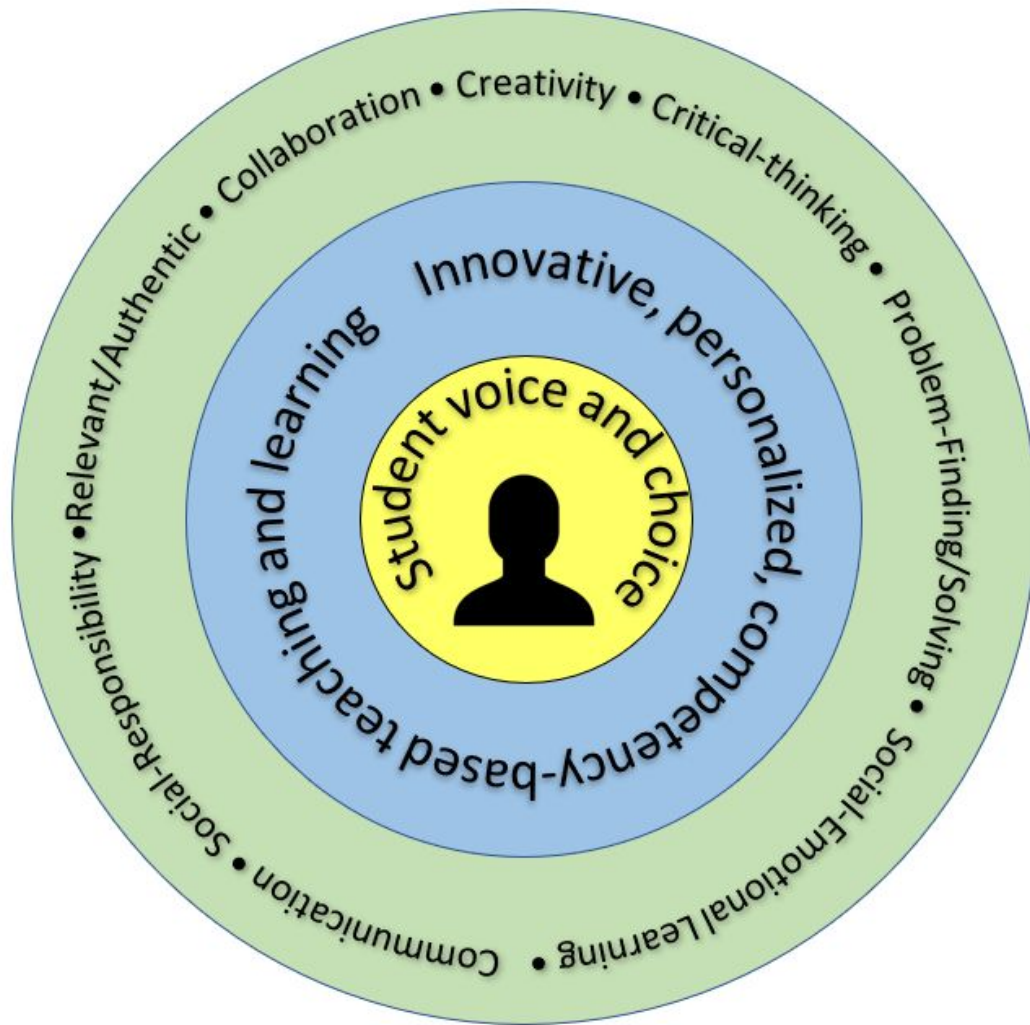 Collaboration • Creativity • Critical-thinking • Problem-Finding/Solving • Social-Emotional Learning • Communication • Social-Responsibility • Relevant/Authentic •
Innovative, personalized, competency-based teaching and learning
Student voice and choice